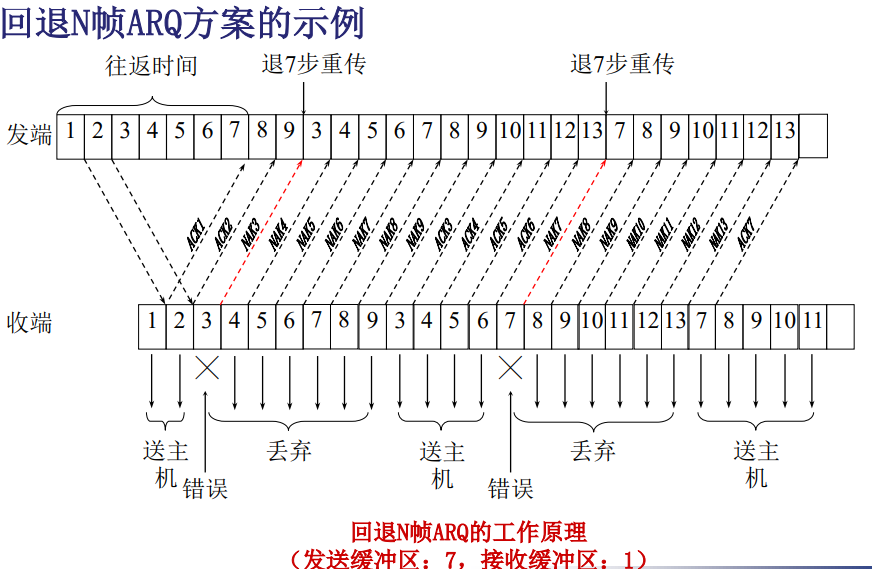 回退N帧ARQ方案的示例
往返时间 退7步重传 退7步重传
发端 1 2 3 4 5 6 7 8 9 3 4 5 6 7 8 9 10 11 12 13 7 8 9 10 11 12 13
ACK1 ACK2 NAK3 NAK4 NAK5 NAK6 NAK7 NAK8 NAK9 ACK3 ACK4 ACK5 ACK6 NAK7 NAK8 NAK9 NAK10 NAK11 NAK12 NAK13 ACK7
收端 1 2 3 4 5 6 7 8 9 3 4 5 6 7 8 9 10 11 12 13 7 8 9 10 11
送主机 丢弃 送主机 丢弃 送主机
错误 错误
回退N帧ARQ的工作原理
（发送缓冲区：7，接收缓冲区：1）